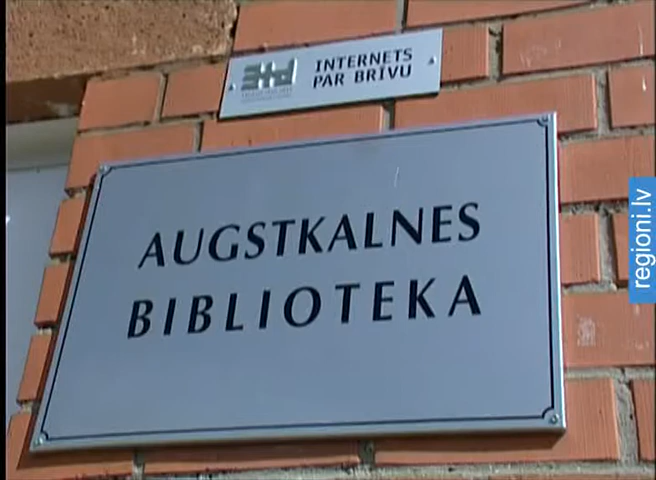 INTERNETS
PAR BRĪVU
AUGSTKALNES
BIBLIOTEKA
regioni.lv